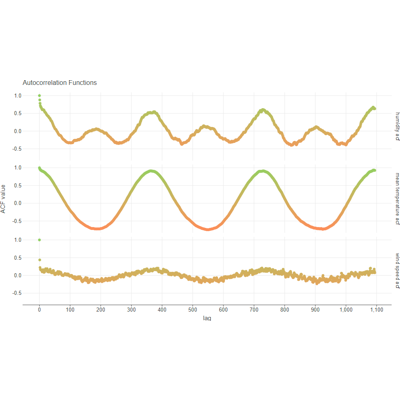 Autocorrelation Functions
1.0
0.5
0.0
-0.5
humidity acf
1.0
0.5
0.0
-0.5
mean temperature acf
1.0
0.5
0.0
-0.5
wind speed acf
ACF value
0 100 200 300 400 500 600 700 800 900 1,000 1,100
lag